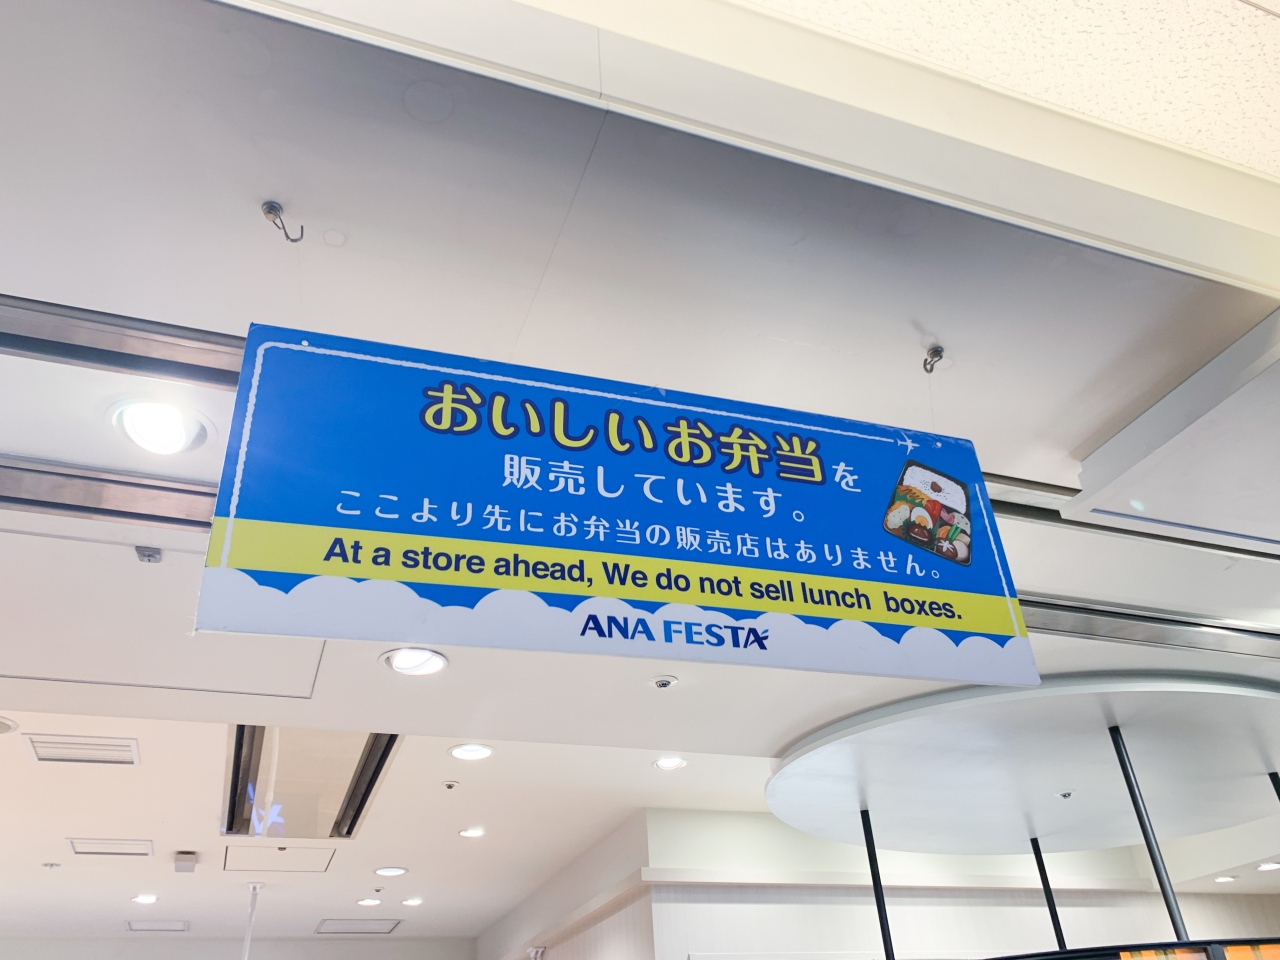 おいしいお弁当を
販売しています。
ここより先にお弁当の販売店はありません。
At a store ahead, We do not sell lunch boxes.
ANA FESTA